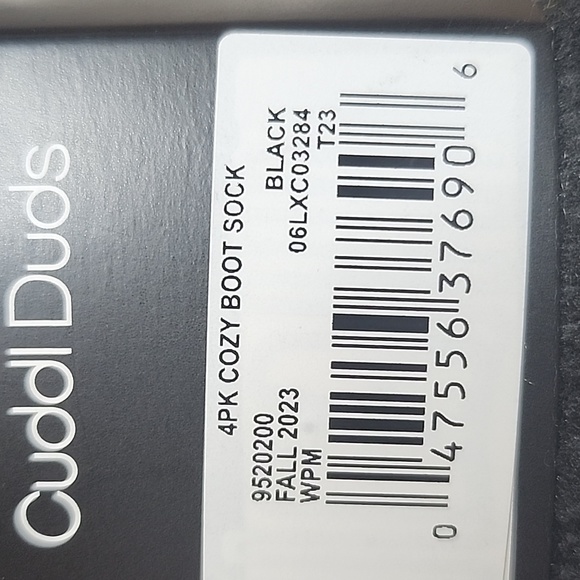 Cuddl Duds
4PK COZY BOOT SOCK
9520200 BLACK
FALL 2023 06LXC03284
WPM T23
0 47556 37690 6